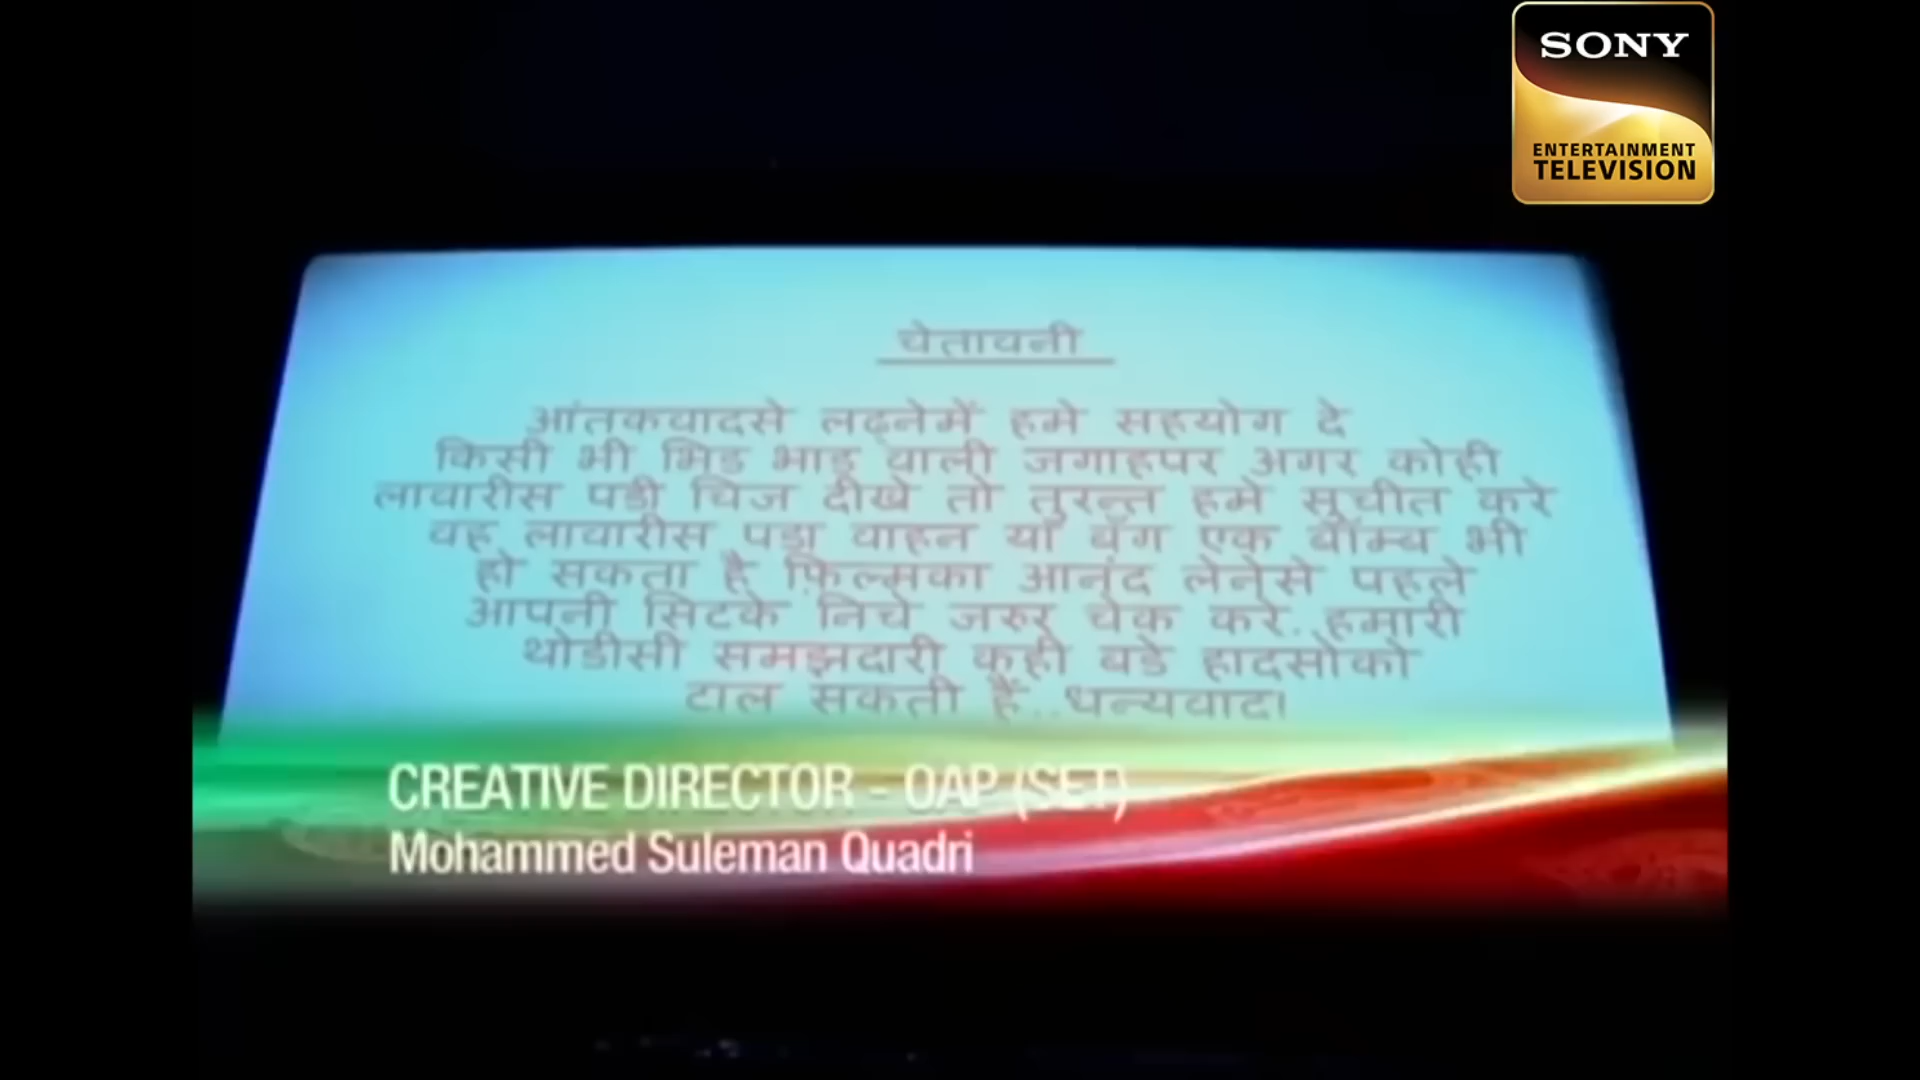 SONY
ENTERTAINMENT
TELEVISION
चेतावनी
आंतकवादसे लढ्नेमें हमे सहयोग दे
किसी भी भिड भाड वाली जगाहपर अगर कोही
लावारीस पडी चिज दीखे तो तुरन्त हमे सूचीत करे
वह लावारीस पडा वाहन या बॅग एक बॉम्ब भी
हो सकता है फ़िल्मका आनंद लेनेसे पहले
आपनी सिटके निचे जरुर चेक करे..हमारी
थोडीसी समझदारी कही बडे हादसोको
टाल सकती हैं..धन्यवाद!
CREATIVE DIRECTOR - OAP (SET)
Mohammed Suleman Quadri